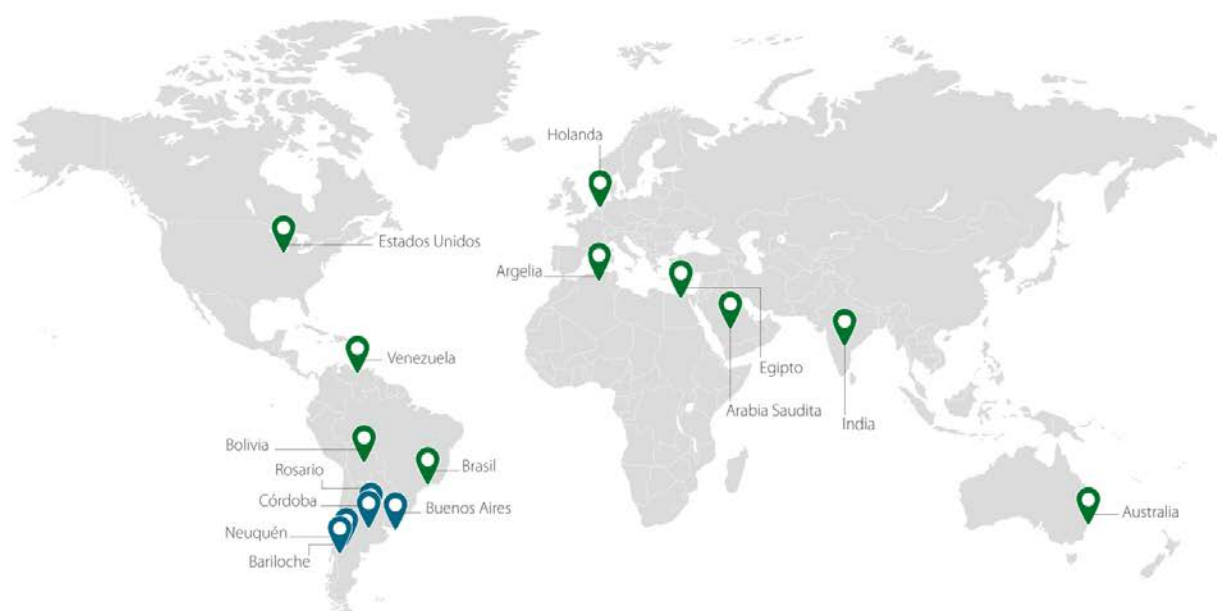 Holanda
Estados Unidos
Argelia
Venezuela
Egipto
Arabia Saudita
India
Bolivia
Brasil
Rosario
Córdoba
Buenos Aires
Australia
Neuquén
Bariloche